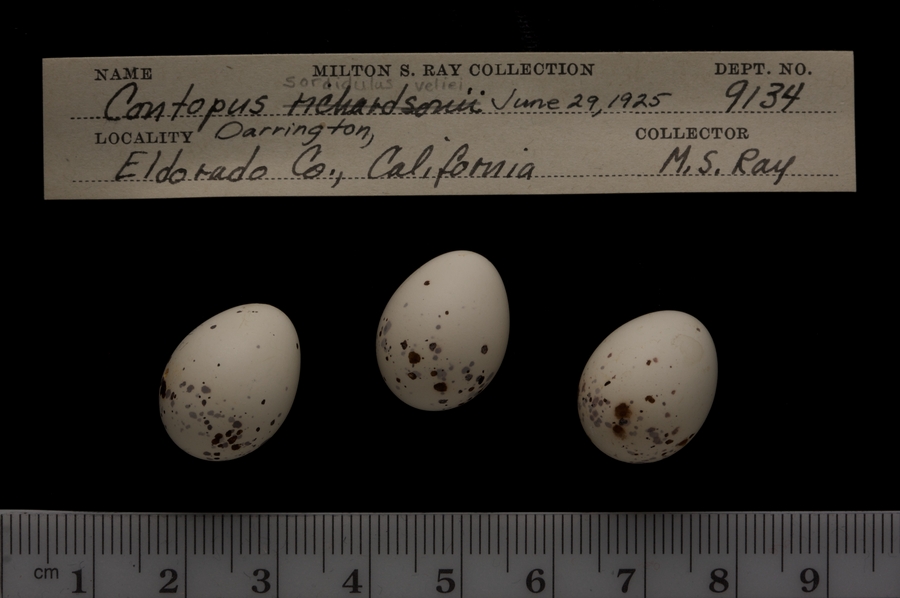 NAME MILTON S. RAY COLLECTION DEPT. NO.
sordidulus veliei
Contopus richardsonii June 29, 1925 9134
LOCALITY Darrington, COLLECTOR
Eldorado Co., California M.S. Ray
cm 1 2 3 4 5 6 7 8 9